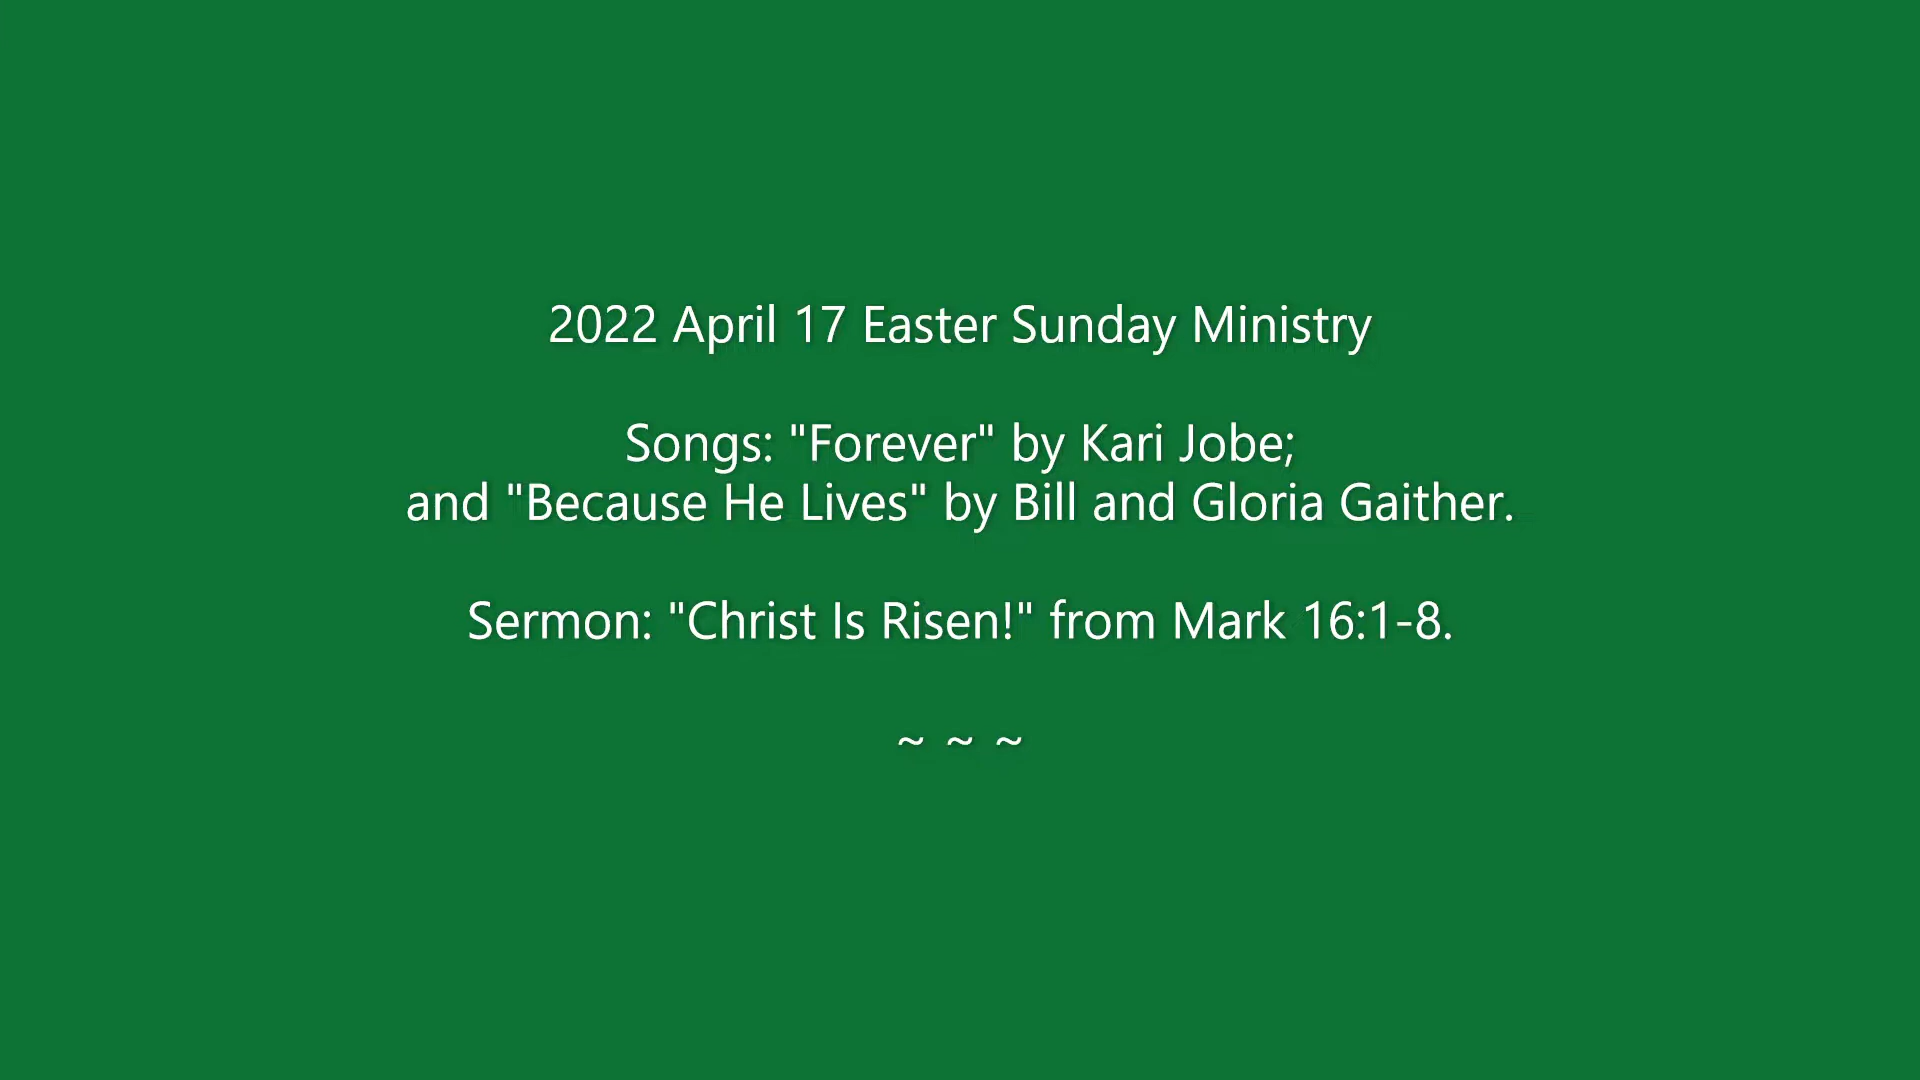 2022 April 17 Easter Sunday Ministry
Songs: "Forever" by Kari Jobe;
and "Because He Lives" by Bill and Gloria Gaither.
Sermon: "Christ Is Risen!" from Mark 16:1-8.
~ ~ ~